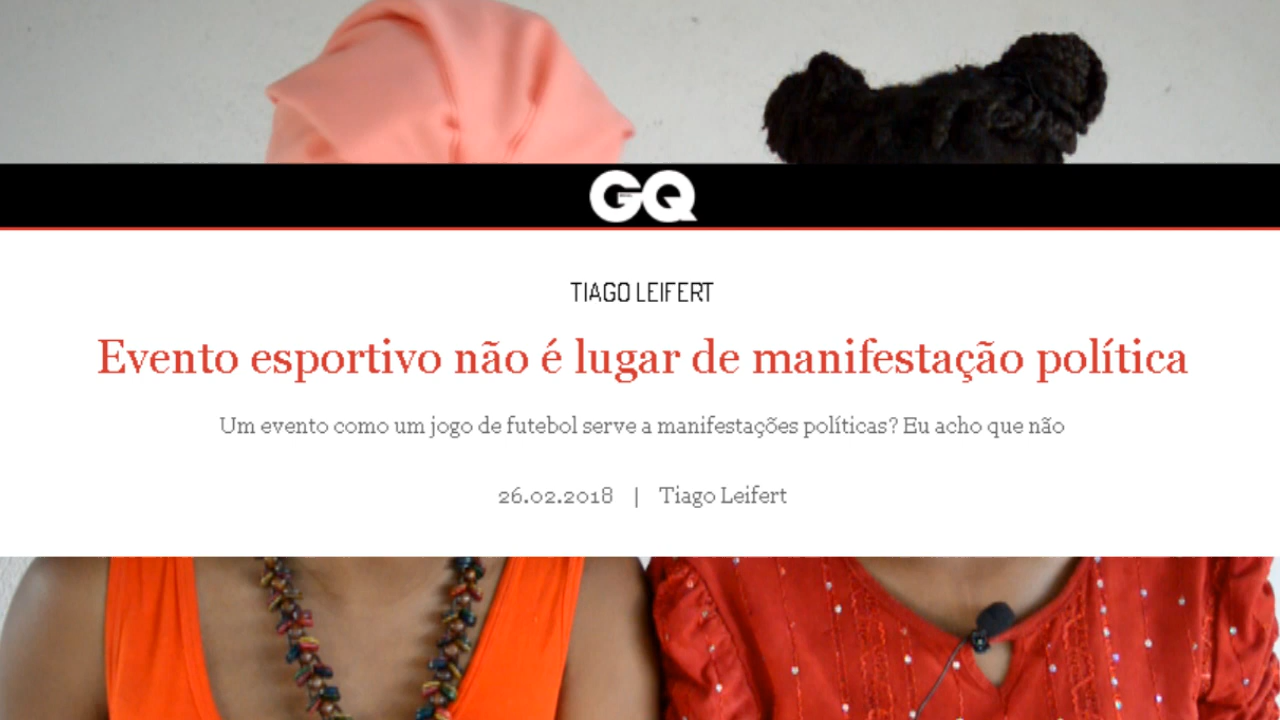 GQ
TIAGO LEIFERT
Evento esportivo não é lugar de manifestação política
Um evento como um jogo de futebol serve a manifestações políticas? Eu acho que não
26.02.2018 | Tiago Leifert